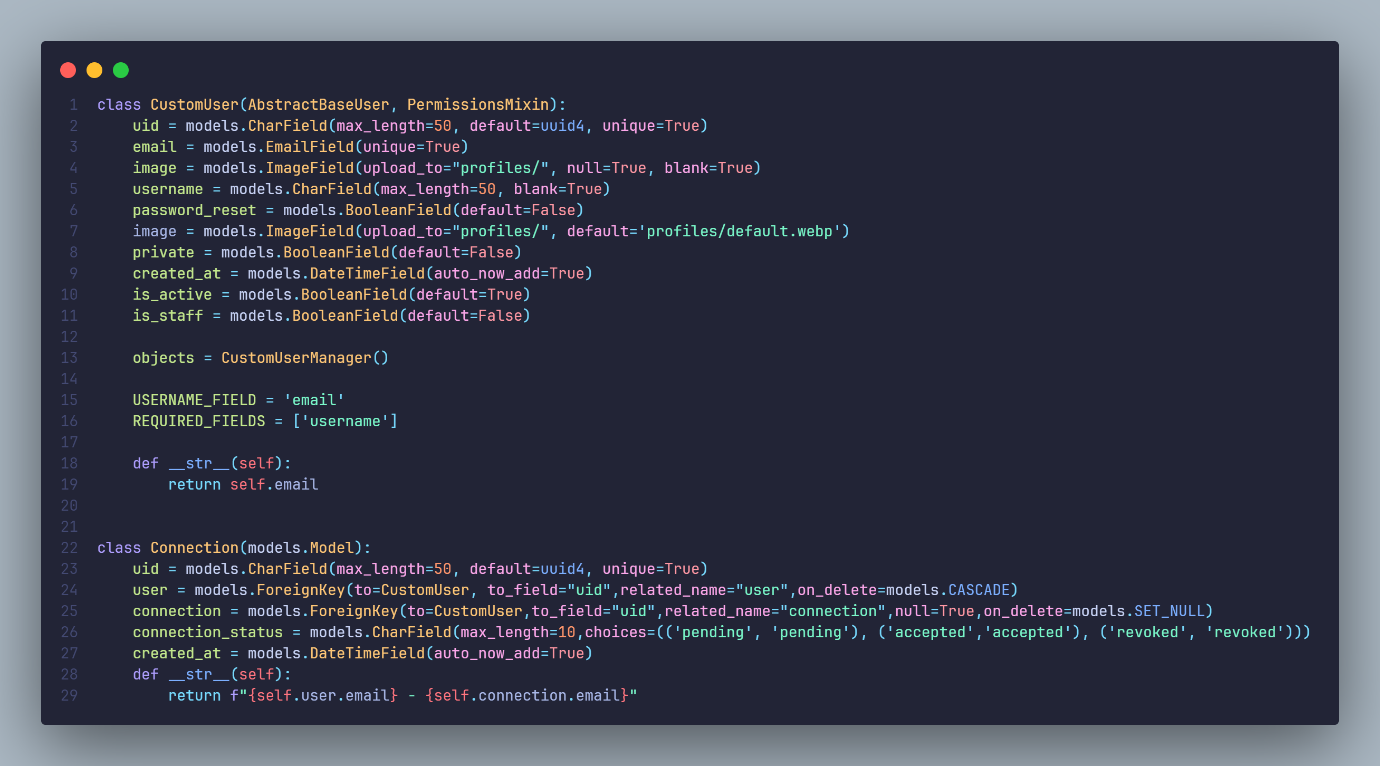 1 class CustomUser(AbstractBaseUser, PermissionsMixin):
2     uid = models.CharField(max_length=50, default=uuid4, unique=True)
3     email = models.EmailField(unique=True)
4     image = models.ImageField(upload_to="profiles/", null=True, blank=True)
5     username = models.CharField(max_length=50, blank=True)
6     password_reset = models.BooleanField(default=False)
7     image = models.ImageField(upload_to="profiles/", default='profiles/default.webp')
8     private = models.BooleanField(default=False)
9     created_at = models.DateTimeField(auto_now_add=True)
10     is_active = models.BooleanField(default=True)
11     is_staff = models.BooleanField(default=False)
12
13     objects = CustomUserManager()
14
15     USERNAME_FIELD = 'email'
16     REQUIRED_FIELDS = ['username']
17
18     def __str__(self):
19         return self.email
20
21
22 class Connection(models.Model):
23     uid = models.CharField(max_length=50, default=uuid4, unique=True)
24     user = models.ForeignKey(to=CustomUser, to_field="uid",related_name="user",on_delete=models.CASCADE)
25     connection = models.ForeignKey(to=CustomUser,to_field="uid",related_name="connection",null=True,on_delete=models.SET_NULL)
26     connection_status = models.CharField(max_length=10,choices=(('pending', 'pending'), ('accepted','accepted'), ('revoked', 'revoked')))
27     created_at = models.DateTimeField(auto_now_add=True)
28     def __str__(self):
29         return f"{self.user.email} - {self.connection.email}"